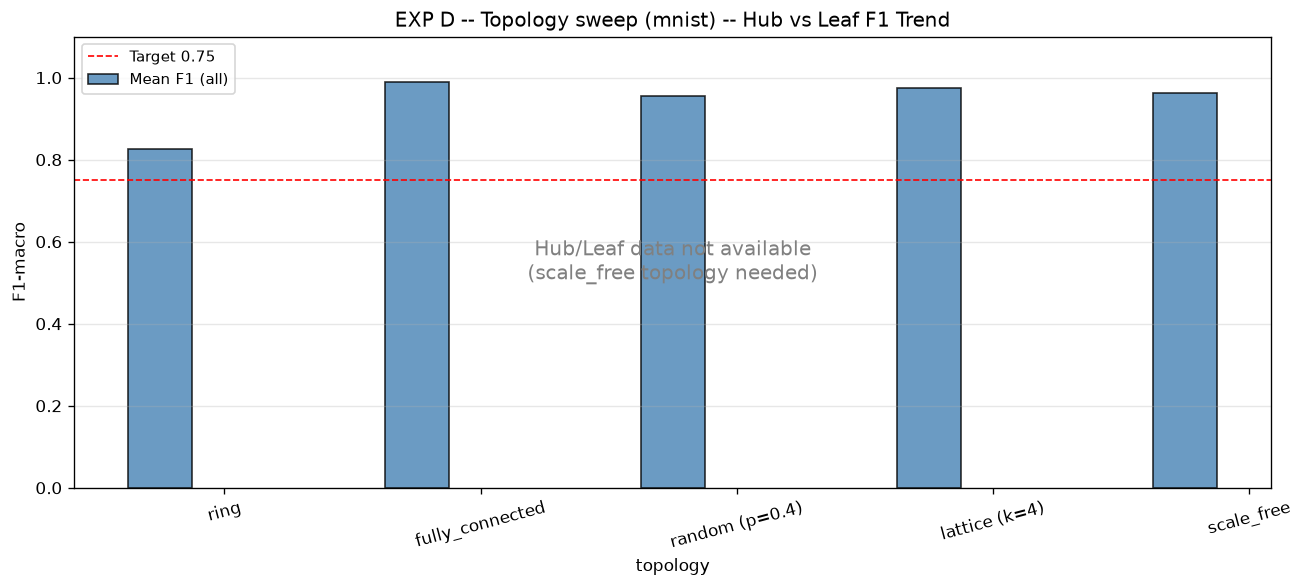 EXP D -- Topology sweep (mnist) -- Hub vs Leaf F1 Trend
Target 0.75
Mean F1 (all)
F1-macro
1.0
0.8
0.6
0.4
0.2
0.0
Hub/Leaf data not available
(scale_free topology needed)
ring
fully_connected
random (p=0.4)
lattice (k=4)
scale_free
topology